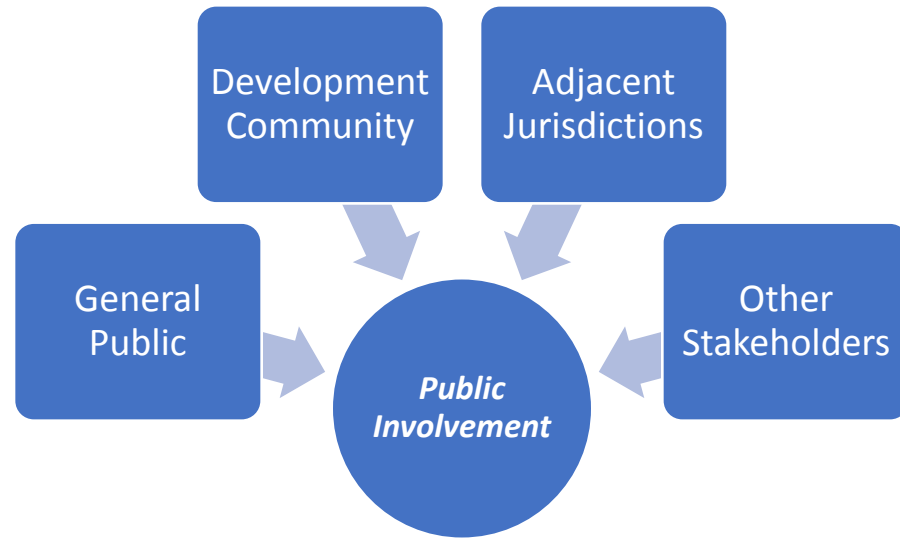 Development
Community
Adjacent
Jurisdictions
General
Public
Other
Stakeholders
Public
Involvement